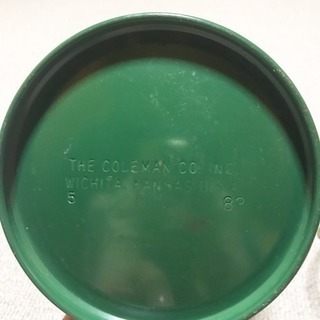 THE COLEMAN CO. INC.
WICHITA, KANSAS
5